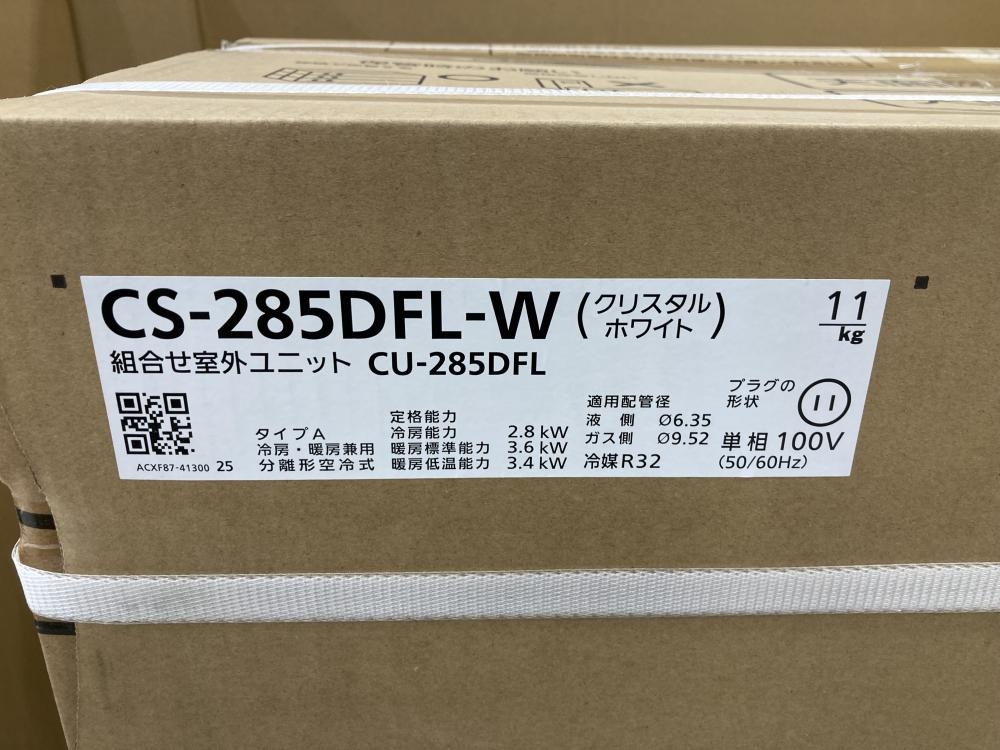 CS-285DFL-W (クリスタルホワイト)
11kg
組合せ室外ユニット CU-285DFL
ACXF87-41300 25
タイプA
冷房・暖房兼用
分離形空冷式
定格能力
冷房能力 2.8 kW
暖房標準能力 3.6 kW
暖房低温能力 3.4 kW
適用配管径
液 側 Ø6.35
ガス側 Ø9.52
冷媒R32
プラグの
形状
単相100V
(50/60Hz)